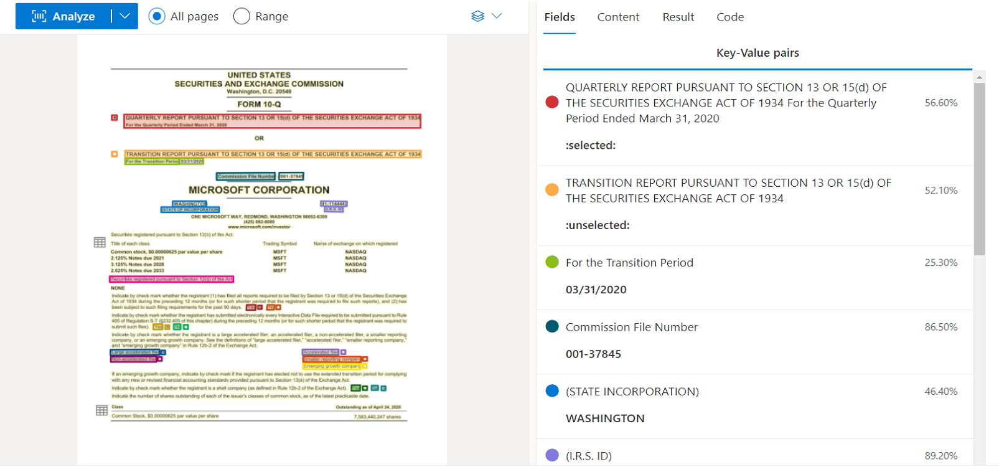 Analyze
All pages
Range
Fields
Content
Result
Code
Key-Value pairs
UNITED STATES
SECURITIES AND EXCHANGE COMMISSION
Washington, D.C. 20549
FORM 10-Q
QUARTERLY REPORT PURSUANT TO SECTION 13 OR 15(d) OF THE SECURITIES EXCHANGE ACT OF 1934
For the Quarterly Period Ended March 31, 2020
OR
TRANSITION REPORT PURSUANT TO SECTION 13 OR 15(d) OF THE SECURITIES EXCHANGE ACT OF 1934
For the Transition Period 03/31/2020
Commission File Number 001-37845
MICROSOFT CORPORATION
WASHINGTON
(STATE OF INCORPORATION)
91-1144442
(I.R.S. ID)
ONE MICROSOFT WAY, REDMOND, WASHINGTON 98052-6399
(425) 882-8080
www.microsoft.com/investor
Securities registered pursuant to Section 12(b) of the Act:
Title of each class Trading Symbol Name of exchange on which registered
Common stock, $0.00000625 par value per share MSFT NASDAQ
2.125% Notes due 2021 MSFT NASDAQ
3.125% Notes due 2028 MSFT NASDAQ
2.625% Notes due 2033 MSFT NASDAQ
Securities registered pursuant to Section 12(g) of the Act
NONE
Indicate by check mark whether the registrant (1) has filed all reports required to be filed by Section 13 or 15(d) of the Securities Exchange
Act of 1934 during the preceding 12 months (or for such shorter period that the registrant was required to file such reports), and (2) has
been subject to such filing requirements for the past 90 days.
Indicate by check mark whether the registrant has submitted electronically every Interactive Data File required to be submitted pursuant to Rule
405 of Regulation S-T (§232.405 of this chapter) during the preceding 12 months (or for such shorter period that the registrant was required to
submit such files).
Indicate by check mark whether the registrant is a large accelerated filer, an accelerated filer, a non-accelerated filer, a smaller reporting
company, or an emerging growth company. See the definitions of "large accelerated filer," "accelerated filer," "smaller reporting company,"
and "emerging growth company" in Rule 12b-2 of the Exchange Act.
Large accelerated filer Accelerated filer
Non-accelerated filer Smaller reporting company
Emerging growth company
If an emerging growth company, indicate by check mark if the registrant has elected not to use the extended transition period for complying
with any new or revised financial accounting standards provided pursuant to Section 13(a) of the Exchange Act.
Indicate by check mark whether the registrant is a shell company (as defined in Rule 12b-2 of the Exchange Act).
Indicate the number of shares outstanding of each of the issuer's classes of common stock, as of the latest practicable date.
Class Outstanding as of April 24, 2020
Common Stock, $0.00000625 par value per share 7,583,440,247 shares
QUARTERLY REPORT PURSUANT TO SECTION 13 OR 15(d) OF
THE SECURITIES EXCHANGE ACT OF 1934 For the Quarterly
Period Ended March 31, 2020
56.60%
:selected:
TRANSITION REPORT PURSUANT TO SECTION 13 OR 15(d) OF
THE SECURITIES EXCHANGE ACT OF 1934
52.10%
:unselected:
For the Transition Period 25.30%
03/31/2020
Commission File Number 86.50%
001-37845
(STATE INCORPORATION) 46.40%
WASHINGTON
(I.R.S. ID) 89.20%